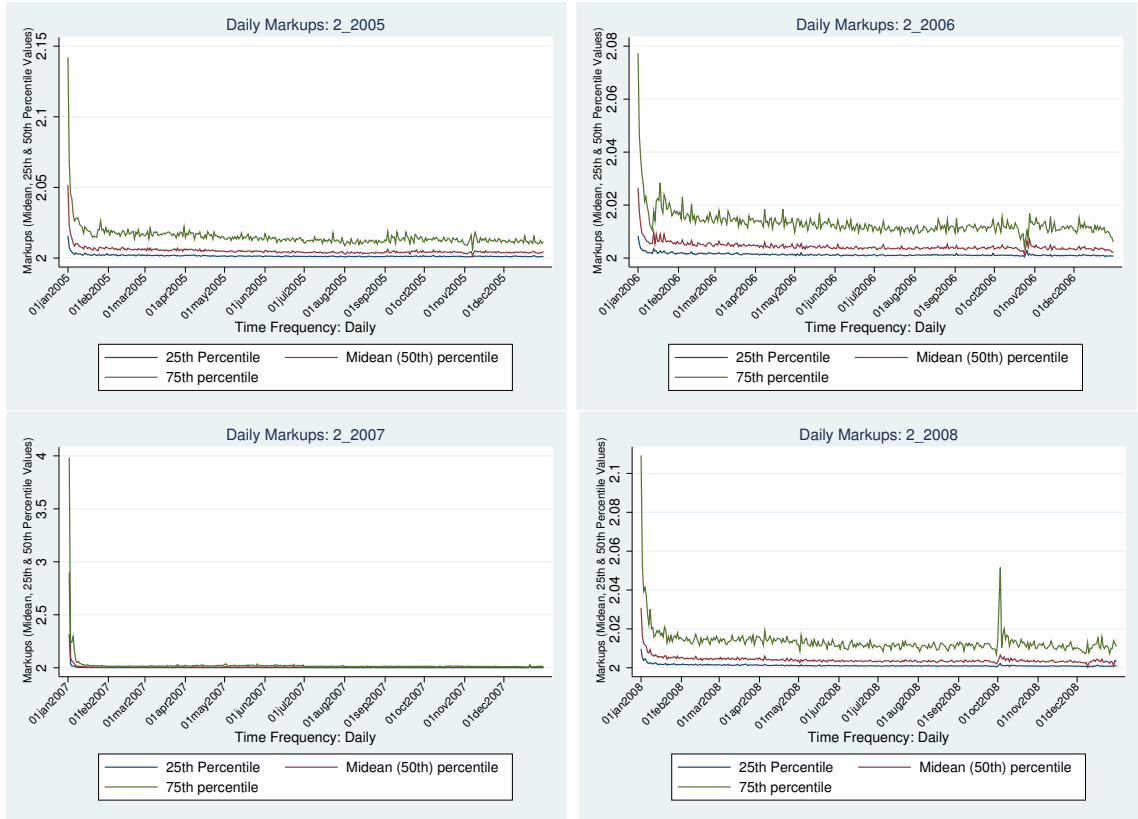 Daily Markups: 2_2005
Markups (Midean, 25th & 50th Percentile Values)
2.15
2.1
2.05
2
01jan2005
01feb2005
01mar2005
01apr2005
01may2005
01jun2005
01jul2005
01aug2005
01sep2005
01oct2005
01nov2005
01dec2005
Time Frequency: Daily
25th Percentile
Midean (50th) percentile
75th percentile
Daily Markups: 2_2006
Markups (Midean, 25th & 50th Percentile Values)
2.08
2.06
2.04
2.02
2
01jan2006
01feb2006
01mar2006
01apr2006
01may2006
01jun2006
01jul2006
01aug2006
01sep2006
01oct2006
01nov2006
01dec2006
Time Frequency: Daily
25th Percentile
Midean (50th) percentile
75th percentile
Daily Markups: 2_2007
Markups (Midean, 25th & 50th Percentile Values)
4
3.5
3
2.5
2
01jan2007
01feb2007
01mar2007
01apr2007
01may2007
01jun2007
01jul2007
01aug2007
01sep2007
01oct2007
01nov2007
01dec2007
Time Frequency: Daily
25th Percentile
Midean (50th) percentile
75th percentile
Daily Markups: 2_2008
Markups (Midean, 25th & 50th Percentile Values)
2.1
2.08
2.06
2.04
2.02
2
01jan2008
01feb2008
01mar2008
01apr2008
01may2008
01jun2008
01jul2008
01aug2008
01sep2008
01oct2008
01nov2008
01dec2008
Time Frequency: Daily
25th Percentile
Midean (50th) percentile
75th percentile